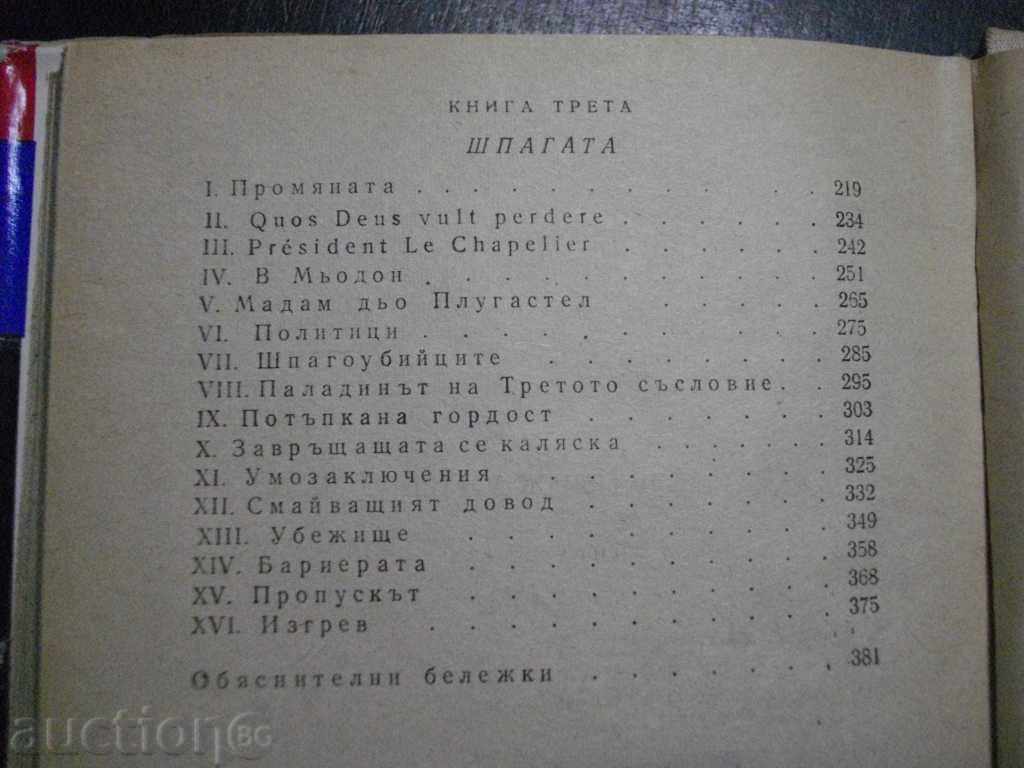 КНИГА ТРЕТА
ШПАГАТА
I. Промяната . . . . . . . . . . 219
II. Quos Deus vult perdere . . . . . . 234
III. Président Le Chapelier . . . . . . 242
IV. В Мьодон . . . . . . . . . . 251
V. Мадам дьо Плугастел . . . . . 265
VI. Политици . . . . . . . . . . 275
VII. Шпагоубийците . . . . . . . 285
VIII. Паладинът на Третото съсловие . . 295
IX. Потъпкана гордост . . . . . . . 303
X. Завръщащата се каляска . . . . . . 314
XI. Умозаключения . . . . . . . 325
XII. Смайващият довод . . . . . . . 332
XIII. Убежище . . . . . . . . . 349
XIV. Бариерата . . . . . . . . . 358
XV. Пропускът . . . . . . . . . 368
XVI. Изгрев . . . . . . . . . . 375
Обяснителни бележки . . . . . . 381
auction BG